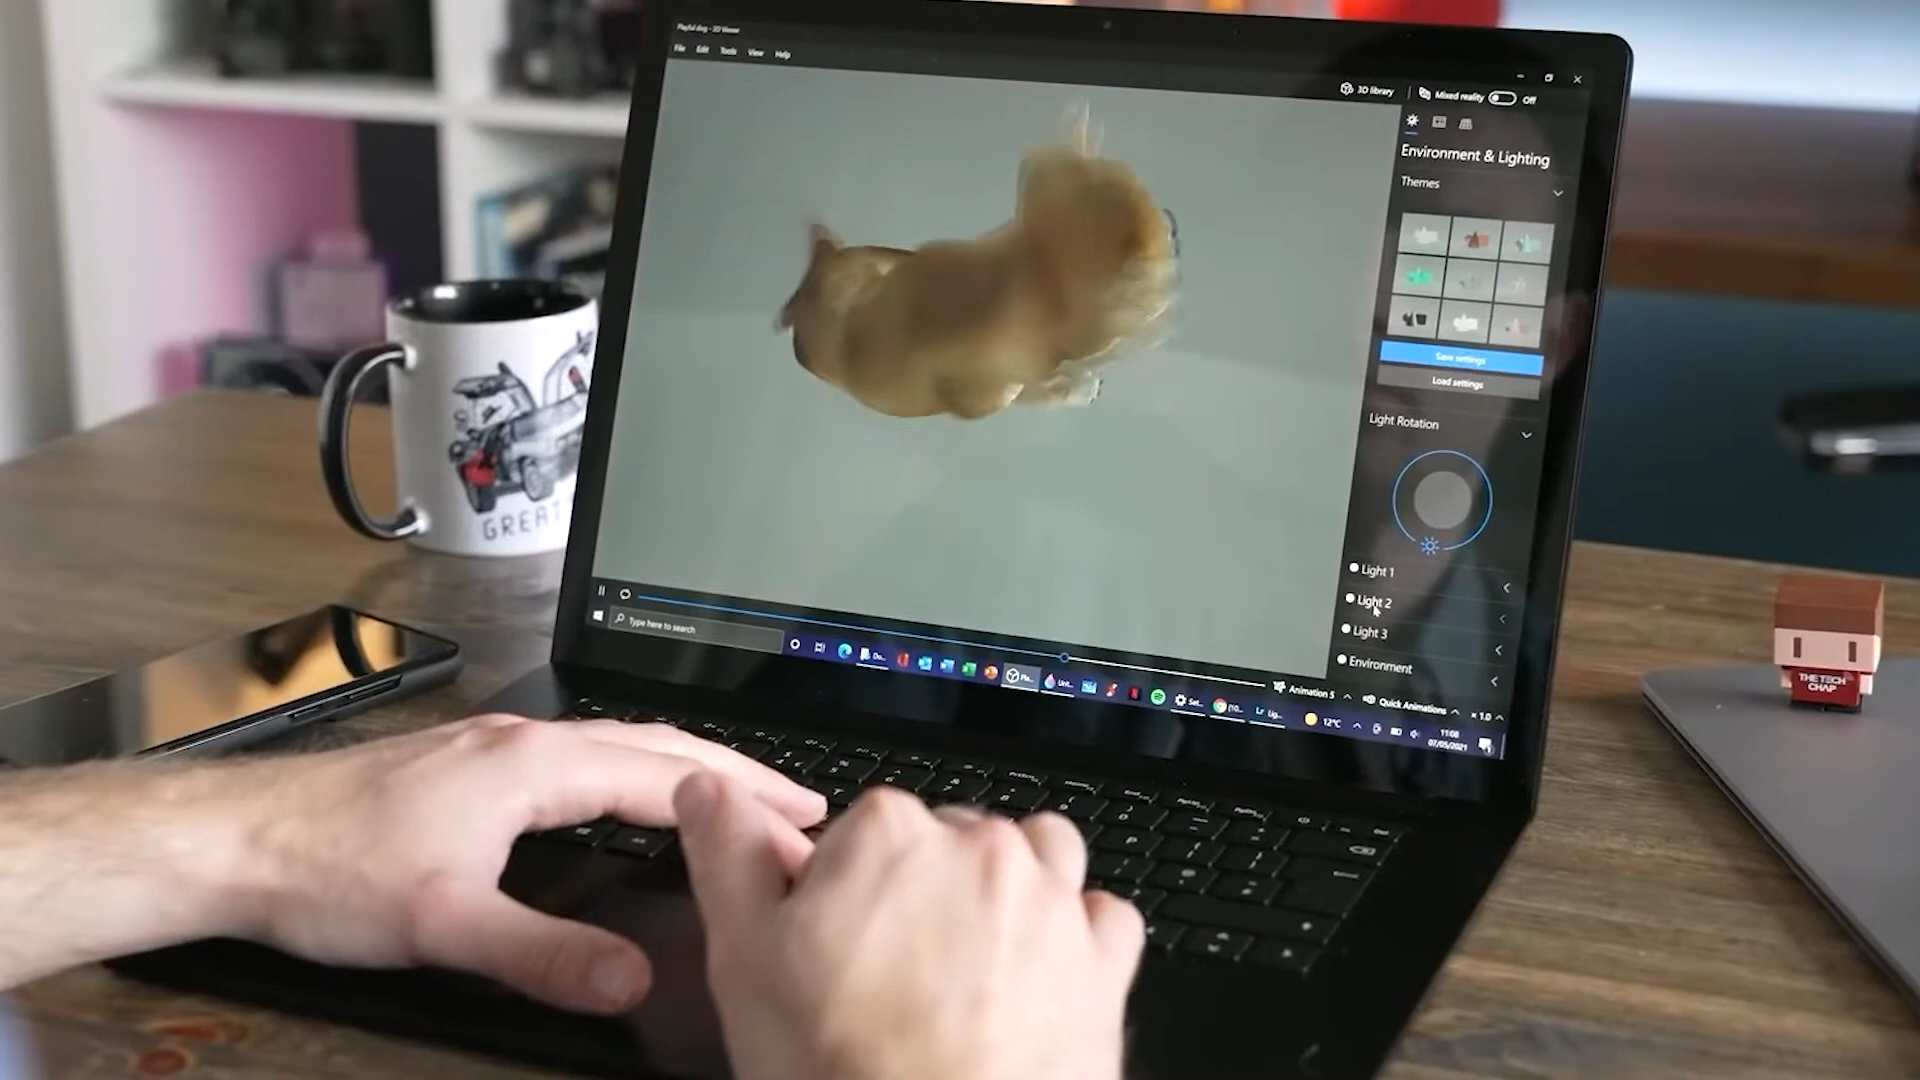 Playful dog - 3D Viewer
File Edit Tools View Help
3D library
Mixed reality Off
Environment & Lighting
Themes
Save settings
Load settings
Light Rotation
Light 1
Light 2
Light 3
Environment
Animation 5
Quick Animations
x 1.0
Type here to search
12°C
11:08
07/05/2021
GREAT
THE TECH
CHAP